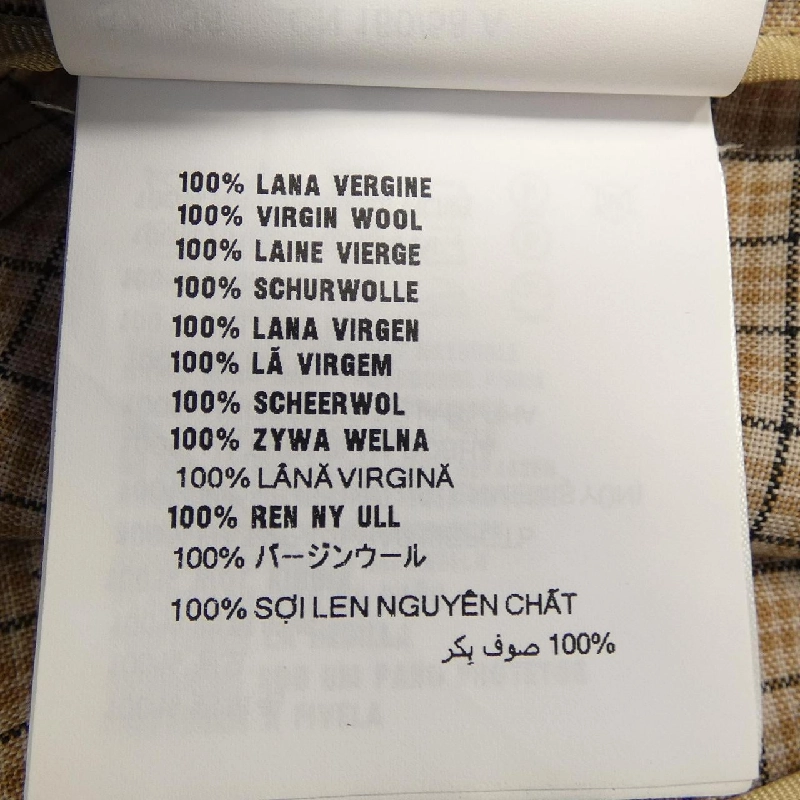 100% LANA VERGINE
100% VIRGIN WOOL
100% LAINE VIERGE
100% SCHURWOLLE
100% LANA VIRGEN
100% LÃ VIRGEM
100% SCHEERWOL
100% ZYWA WELNA
100% LÂNĂ VIRGINĂ
100% REN NY ULL
100% バージンウール
100% SỢI LEN NGUYÊN CHẤT
100% صوف بِكر